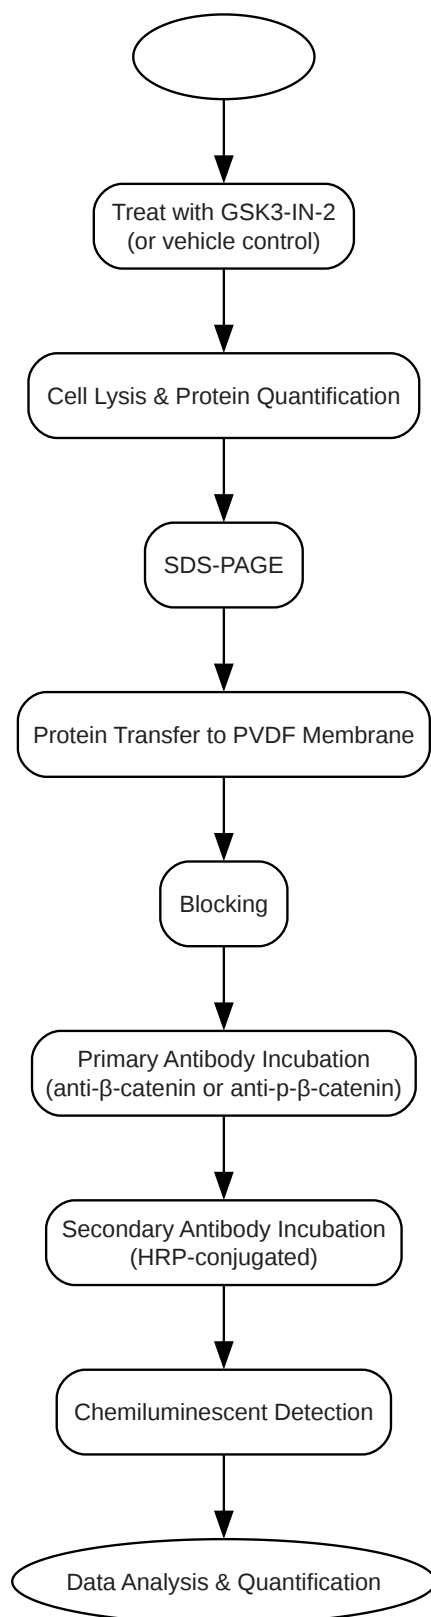 Treat with GSK3-IN-2
(or vehicle control)
Cell Lysis & Protein Quantification
SDS-PAGE
Protein Transfer to PVDF Membrane
Blocking
Primary Antibody Incubation
(anti-β-catenin or anti-p-β-catenin)
Secondary Antibody Incubation
(HRP-conjugated)
Chemiluminescent Detection
Data Analysis & Quantification